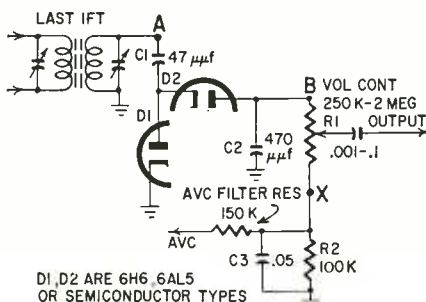 LAST IFT
A
C1
47 μμf
D2
D1
B
VOL CONT
250 K-2 MEG
R1
OUTPUT
.001-.1
C2
470
μμf
X
AVC FILTER RES
150 K
AVC
C3
.05
R2
100K
D1,D2 ARE 6H6,6AL5
OR SEMICONDUCTOR TYPES